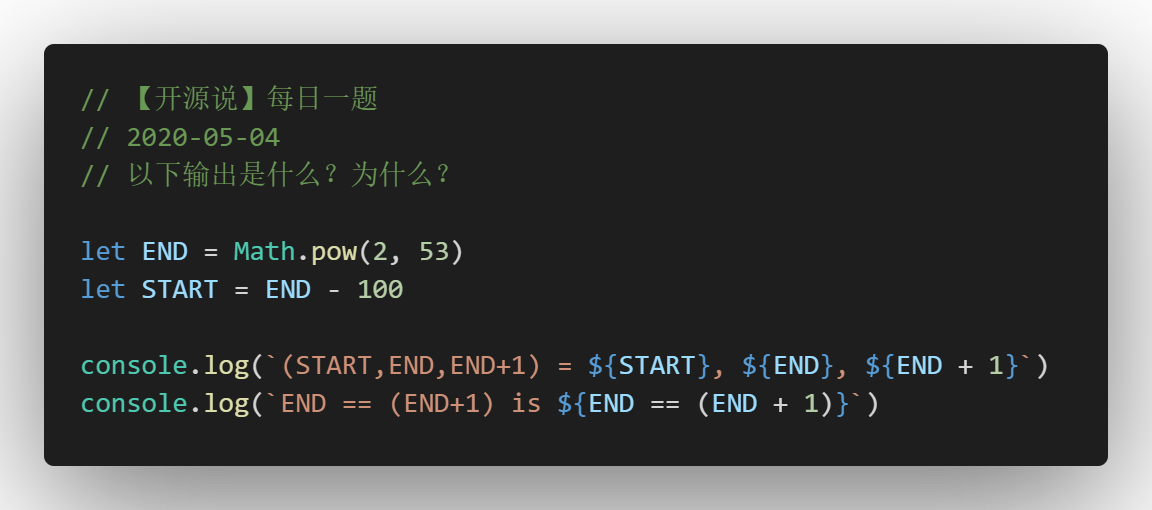 // 【开源说】每日一题
// 2020-05-04
// 以下输出是什么？为什么？
let END = Math.pow(2, 53)
let START = END - 100
console.log(`(START,END,END+1) = ${START}, ${END}, ${END + 1}`)
console.log(`END == (END+1) is ${END == (END + 1)}`)